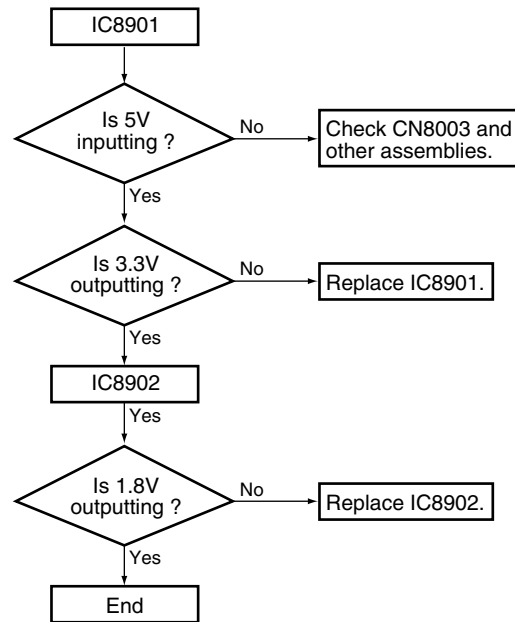 IC8901
Is 5V
inputting ?
No
Check CN8003 and
other assemblies.
Yes
Is 3.3V
outputting ?
No
Replace IC8901.
Yes
IC8902
Yes
Is 1.8V
outputting ?
No
Replace IC8902.
Yes
End